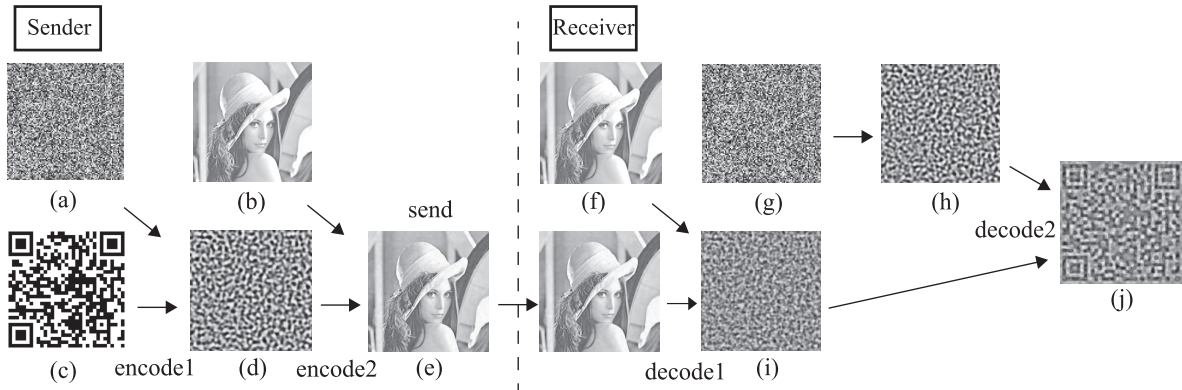 Sender
Receiver
(a)
(b)
(f)
(g)
(h)
send
decode2
(c)
encode1
(d)
encode2
(e)
decode1
(i)
(j)